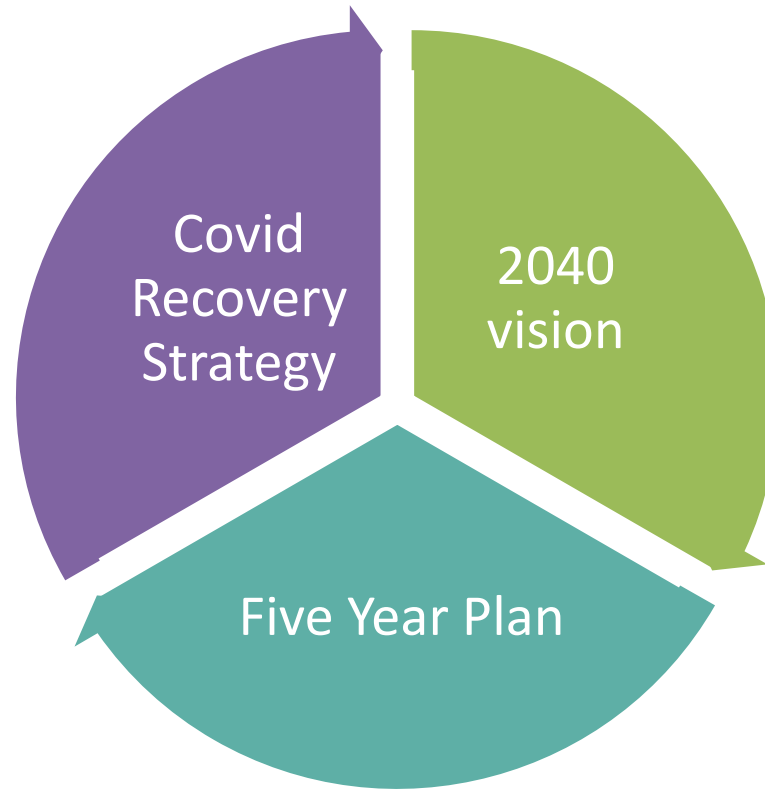 Covid
Recovery
Strategy
2040
vision
Five Year Plan